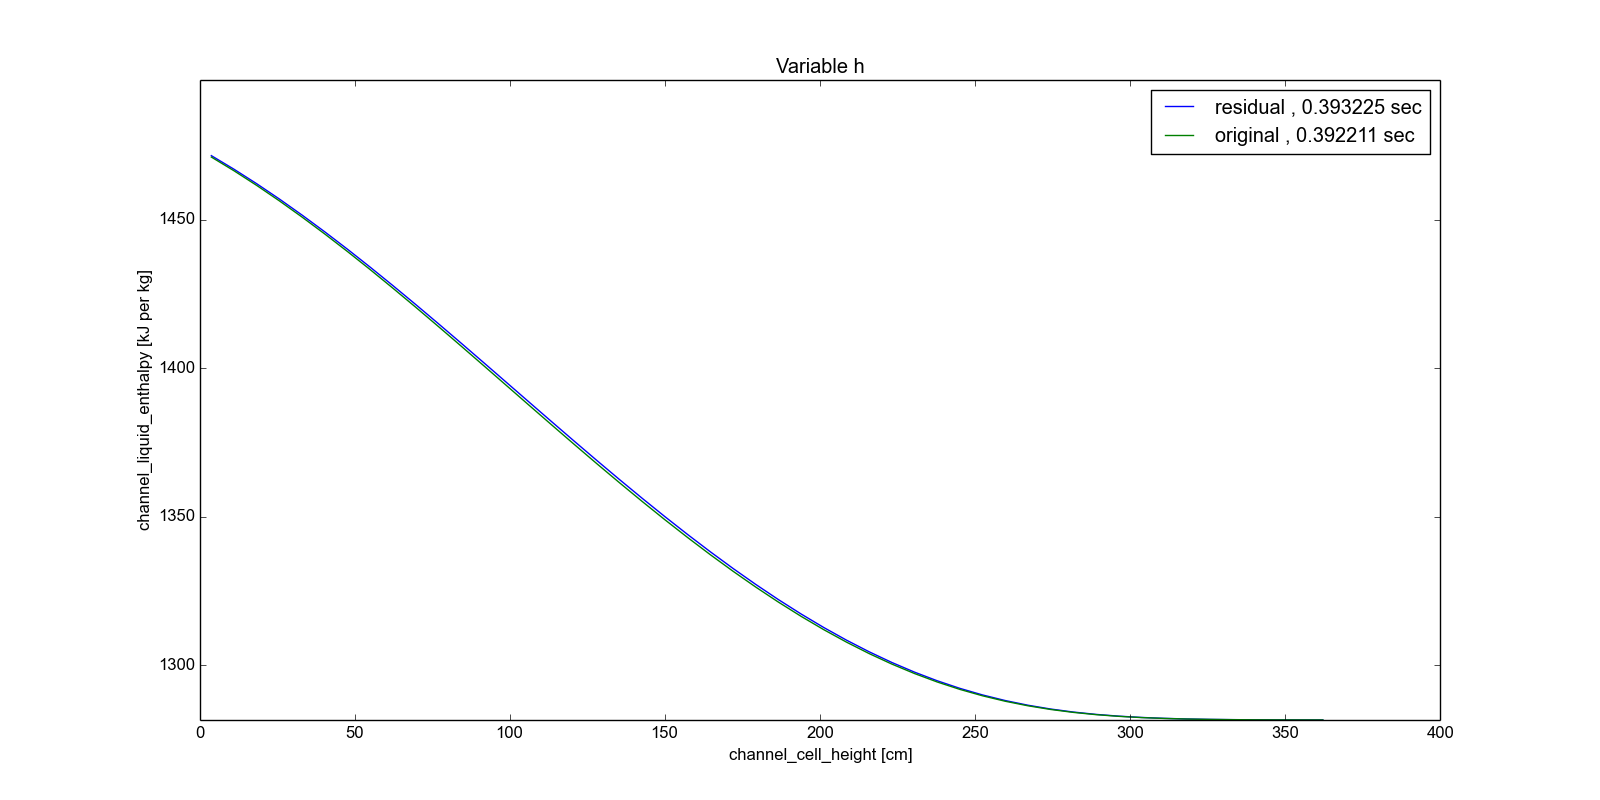 Variable h
residual , 0.393225 sec
original , 0.392211 sec
channel_liquid_enthalpy [kJ per kg]
1450
1400
1350
1300
0 50 100 150 200 250 300 350 400
channel_cell_height [cm]